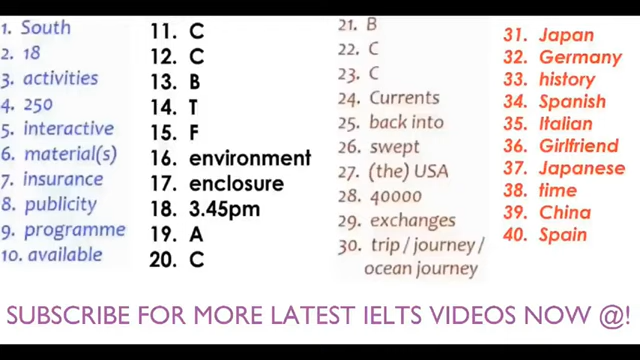 1. South
2. 18
3. activities
4. 250
5. interactive
6. material(s)
7. insurance
8. publicity
9. programme
10. available
11. C
12. C
13. B
14. T
15. F
16. environment
17. enclosure
18. 3.45pm
19. A
20. C
21. B
22. C
23. C
24. Currents
25. back into
26. swept
27. (the) USA
28. 40000
29. exchanges
30. trip / journey /
ocean journey
31. Japan
32. Germany
33. history
34. Spanish
35. Italian
36. Girlfriend
37. Japanese
38. time
39. China
40. Spain
SUBSCRIBE FOR MORE LATEST IELTS VIDEOS NOW @!